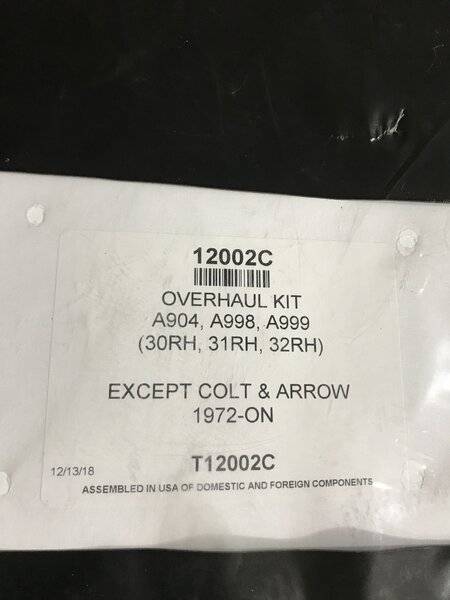 12002C
OVERHAUL KIT
A904, A998, A999
(30RH, 31RH, 32RH)
EXCEPT COLT & ARROW
1972-ON
12/13/18 T12002C
ASSEMBLED IN USA OF DOMESTIC AND FOREIGN COMPONENTS